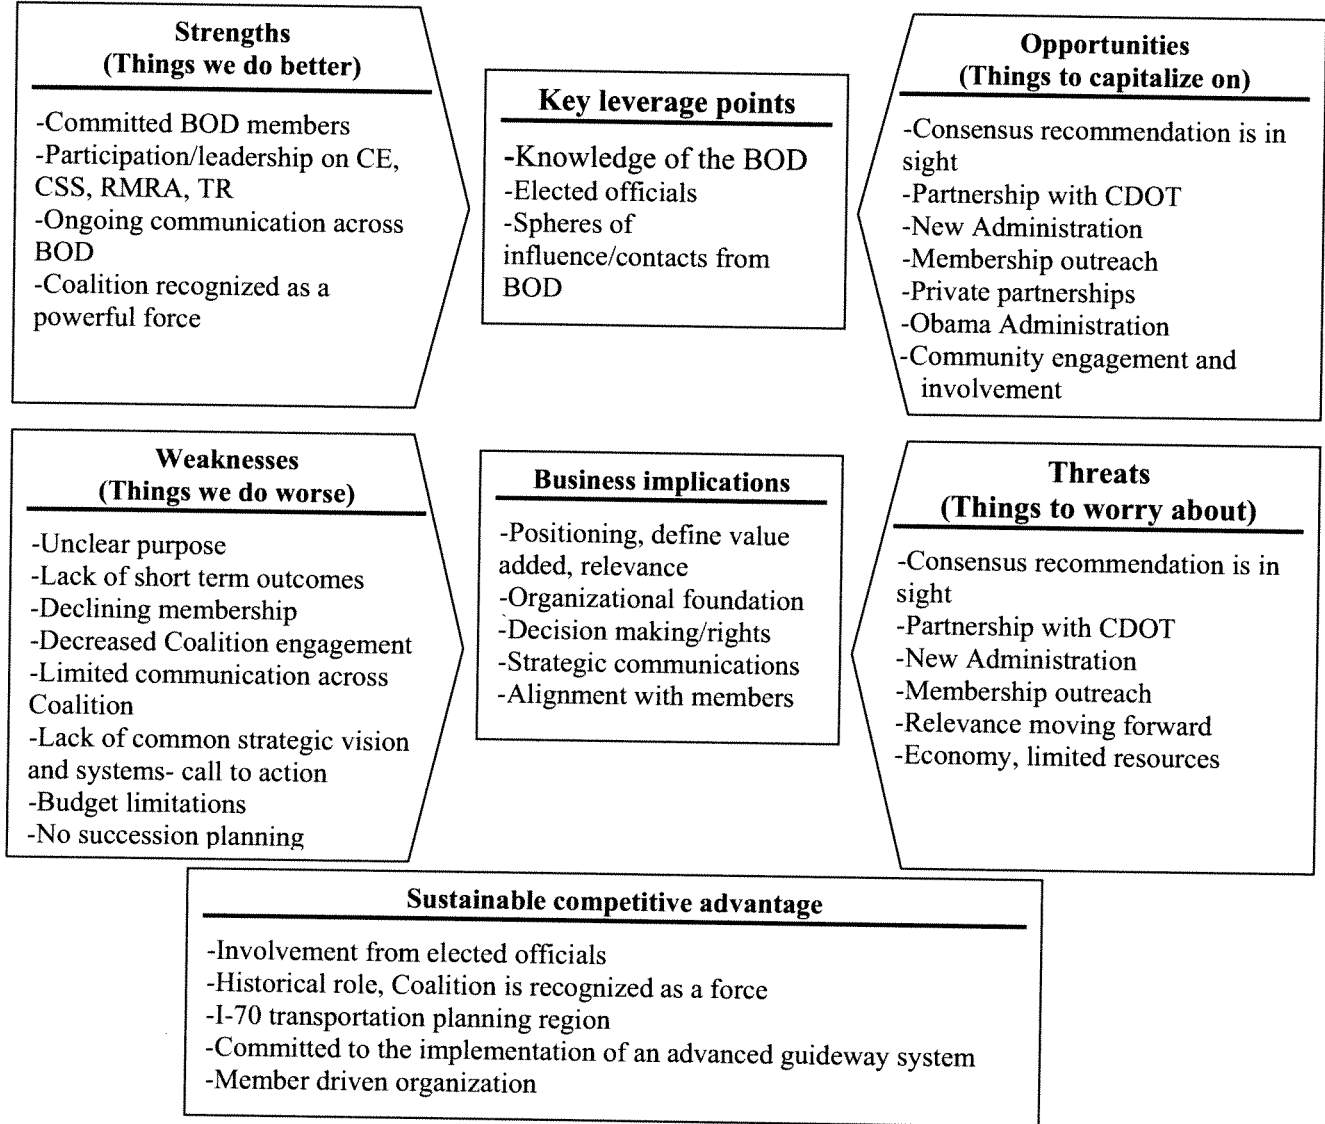 Strengths
(Things we do better)
-Committed BOD members
-Participation/leadership on CE,
CSS, RMRA, TR
-Ongoing communication across
BOD
-Coalition recognized as a
powerful force
Key leverage points
-Knowledge of the BOD
-Elected officials
-Spheres of
influence/contacts from
BOD
Opportunities
(Things to capitalize on)
-Consensus recommendation is in
sight
-Partnership with CDOT
-New Administration
-Membership outreach
-Private partnerships
-Obama Administration
-Community engagement and
involvement
Weaknesses
(Things we do worse)
-Unclear purpose
-Lack of short term outcomes
-Declining membership
-Decreased Coalition engagement
-Limited communication across
Coalition
-Lack of common strategic vision
and systems- call to action
-Budget limitations
-No succession planning
Business implications
-Positioning, define value
added, relevance
-Organizational foundation
-Decision making/rights
-Strategic communications
-Alignment with members
Threats
(Things to worry about)
-Consensus recommendation is in
sight
-Partnership with CDOT
-New Administration
-Membership outreach
-Relevance moving forward
-Economy, limited resources
Sustainable competitive advantage
-Involvement from elected officials
-Historical role, Coalition is recognized as a force
-I-70 transportation planning region
-Committed to the implementation of an advanced guideway system
-Member driven organization